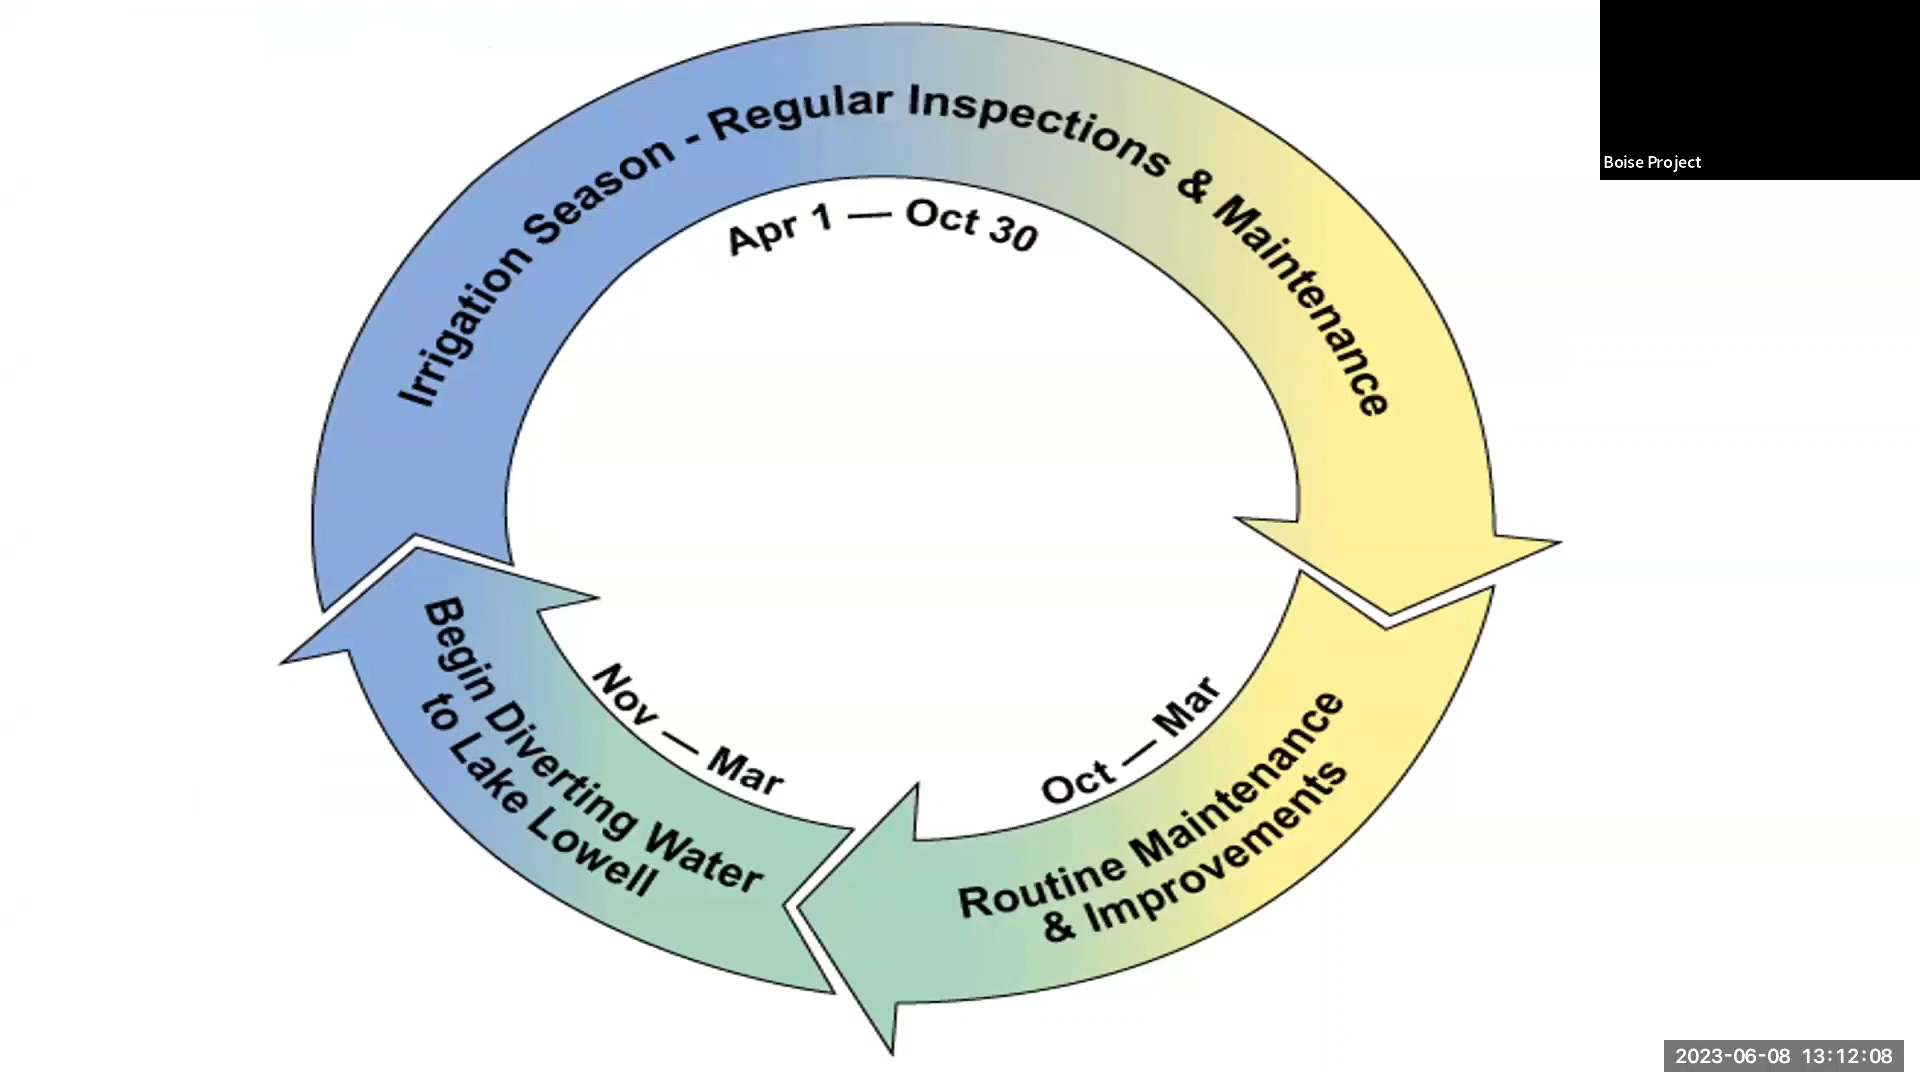 Irrigation Season - Regular Inspections & Maintenance
Apr 1 — Oct 30
Boise Project
Begin Diverting Water
to Lake Lowell
Nov — Mar
Oct — Mar
Routine Maintenance
& Improvements
2023-06-08 13:12:08